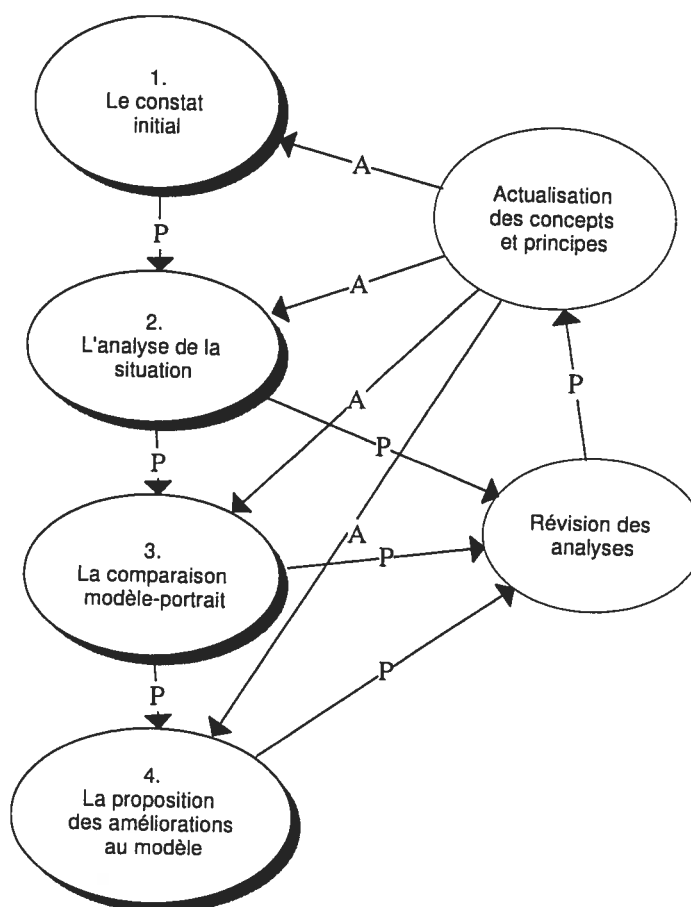 1.
Le constat
initial
A
Actualisation
des concepts
et principes
P
A
2.
L'analyse de la
situation
P
A
P
P
Révision des
analyses
A
3.
La comparaison
modèle-portrait
P
P
P
4.
La proposition
des améliorations
au modèle